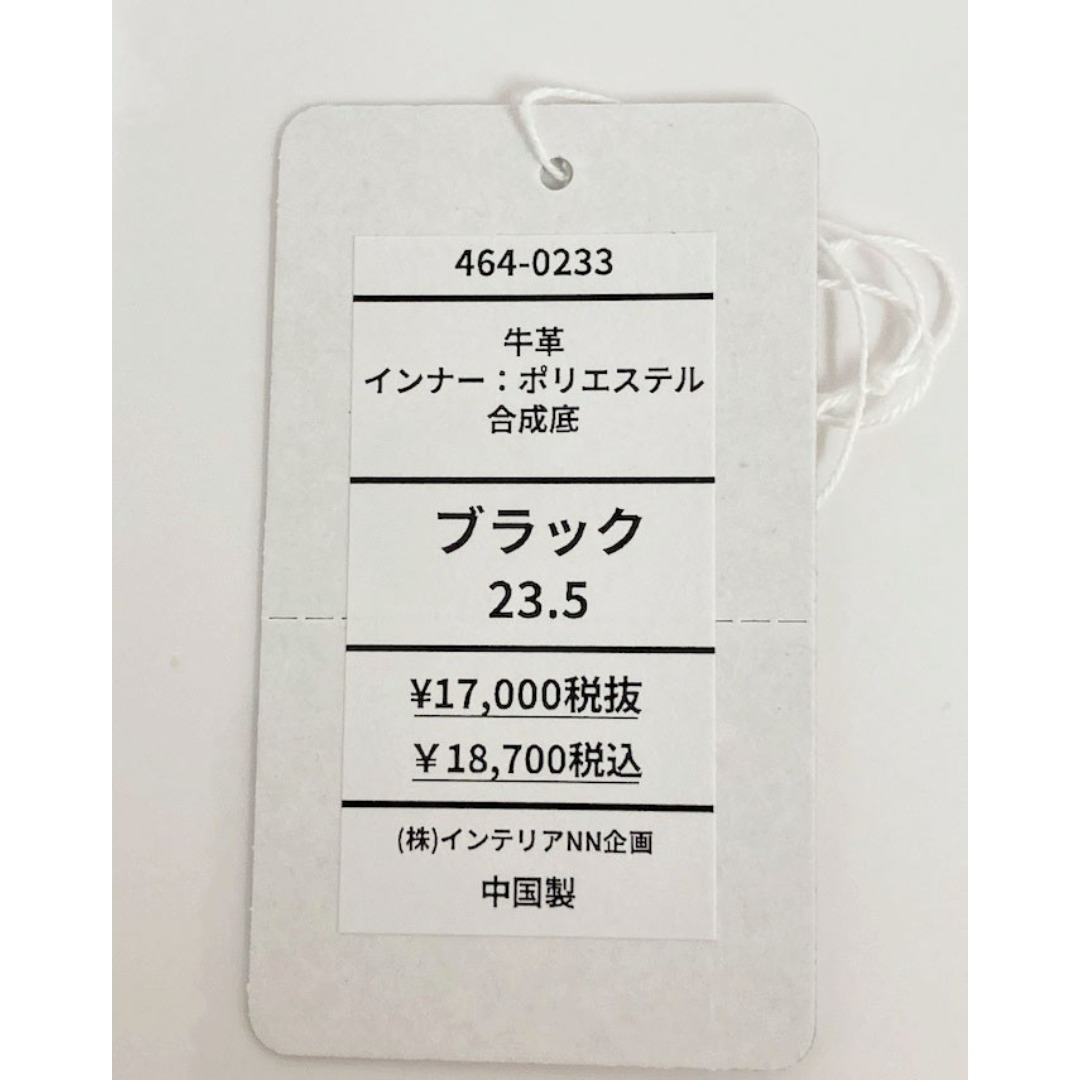 464-0233
牛革
インナー：ポリエステル
合成底
ブラック
23.5
¥17,000税抜
￥18,700税込
(株)インテリアNN企画
中国製